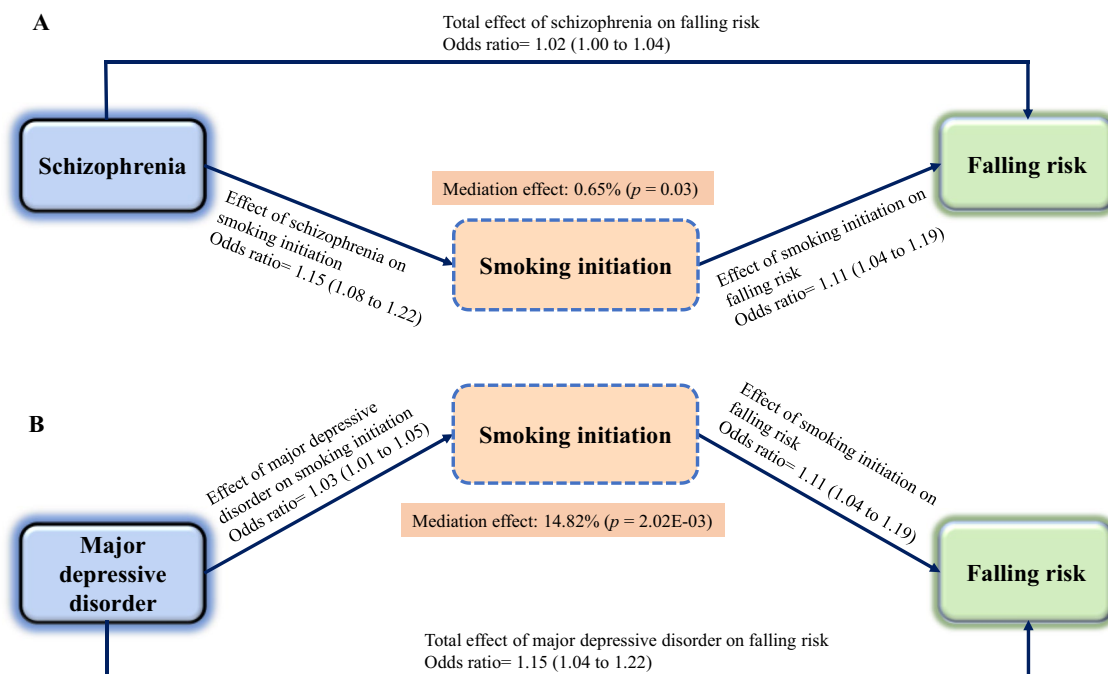 A
Total effect of schizophrenia on falling risk
Odds ratio= 1.02 (1.00 to 1.04)
Schizophrenia
Falling risk
Mediation effect: 0.65% (p = 0.03)
Effect of schizophrenia on
smoking initiation
Odds ratio= 1.15 (1.08 to 1.22)
Smoking initiation
Effect of smoking initiation on
falling risk
Odds ratio= 1.11 (1.04 to 1.19)
B
Effect of major depressive
disorder on smoking initiation
Odds ratio= 1.03 (1.01 to 1.05)
Smoking initiation
Effect of smoking initiation on
falling risk
Odds ratio= 1.11 (1.04 to 1.19)
Mediation effect: 14.82% (p = 2.02E-03)
Major
depressive
disorder
Falling risk
Total effect of major depressive disorder on falling risk
Odds ratio= 1.15 (1.04 to 1.22)